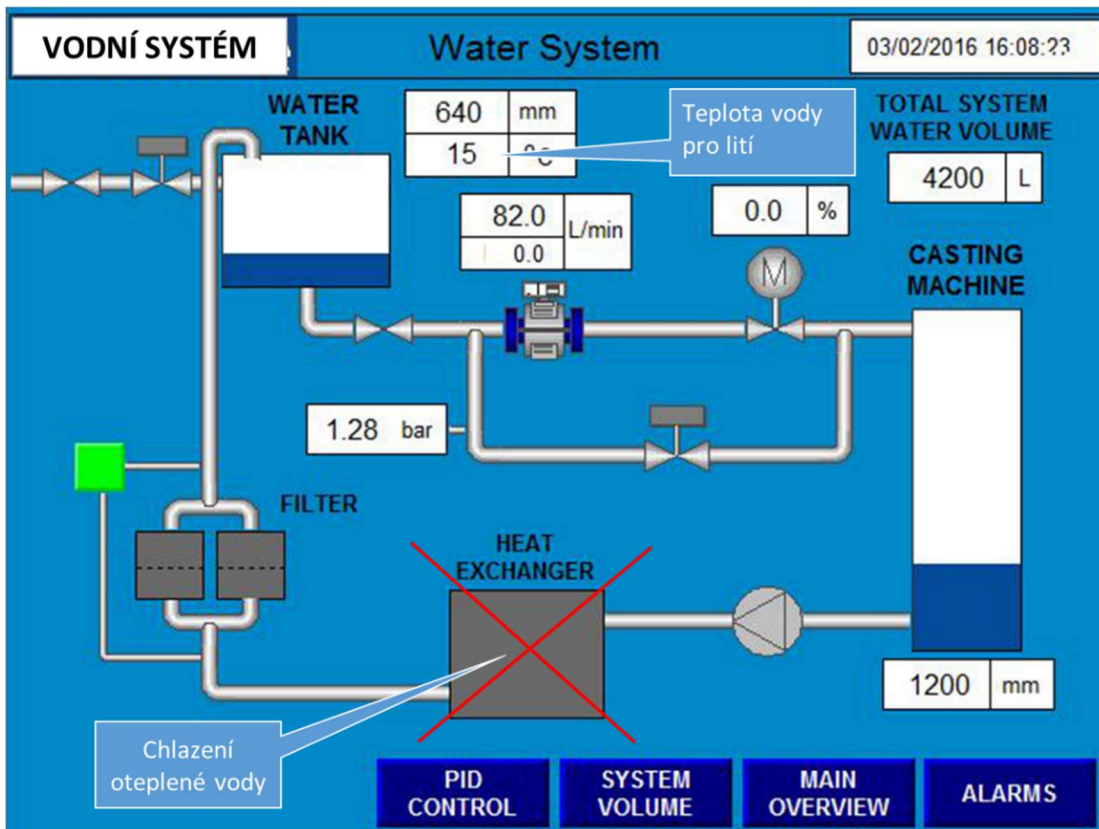 VODNÍ SYSTÉM
Water System
03/02/2016 16:08:23
WATER
TANK
640 mm
15 °C
Teplota vody
pro lití
TOTAL SYSTEM
WATER VOLUME
4200 L
82.0 L/min
0.0
0.0 %
M
CASTING
MACHINE
1.28 bar
FILTER
HEAT
EXCHANGER
1200 mm
Chlazení
oteplené vody
PID
CONTROL
SYSTEM
VOLUME
MAIN
OVERVIEW
ALARMS